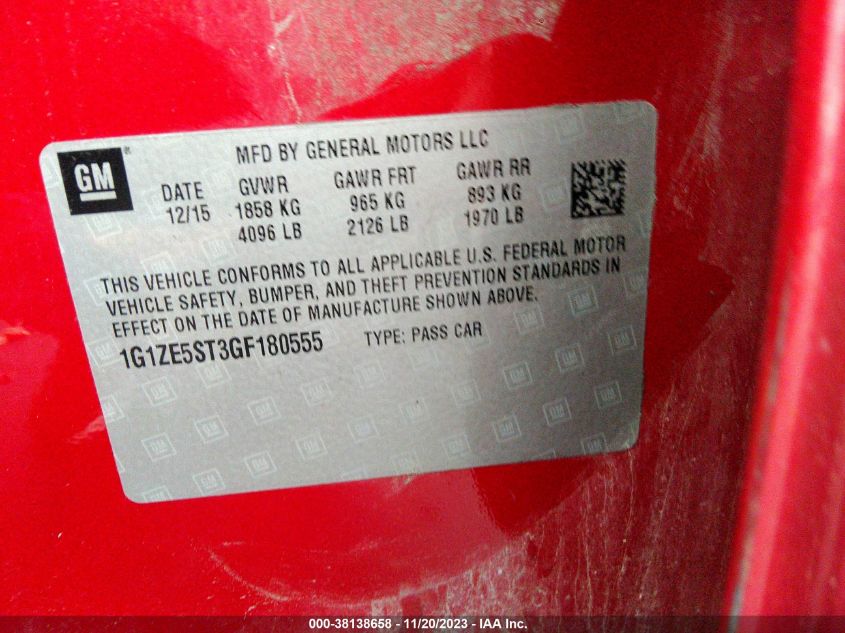 GM ®
MFD BY GENERAL MOTORS LLC
DATE GVWR GAWR FRT GAWR RR
12/15 1858 KG 965 KG 893 KG
4096 LB 2126 LB 1970 LB
THIS VEHICLE CONFORMS TO ALL APPLICABLE U.S. FEDERAL MOTOR
VEHICLE SAFETY, BUMPER, AND THEFT PREVENTION STANDARDS IN
EFFECT ON THE DATE OF MANUFACTURE SHOWN ABOVE.
1G1ZE5ST3GF180555 TYPE: PASS CAR
000-38138658 - 11/20/2023 - IAA Inc.